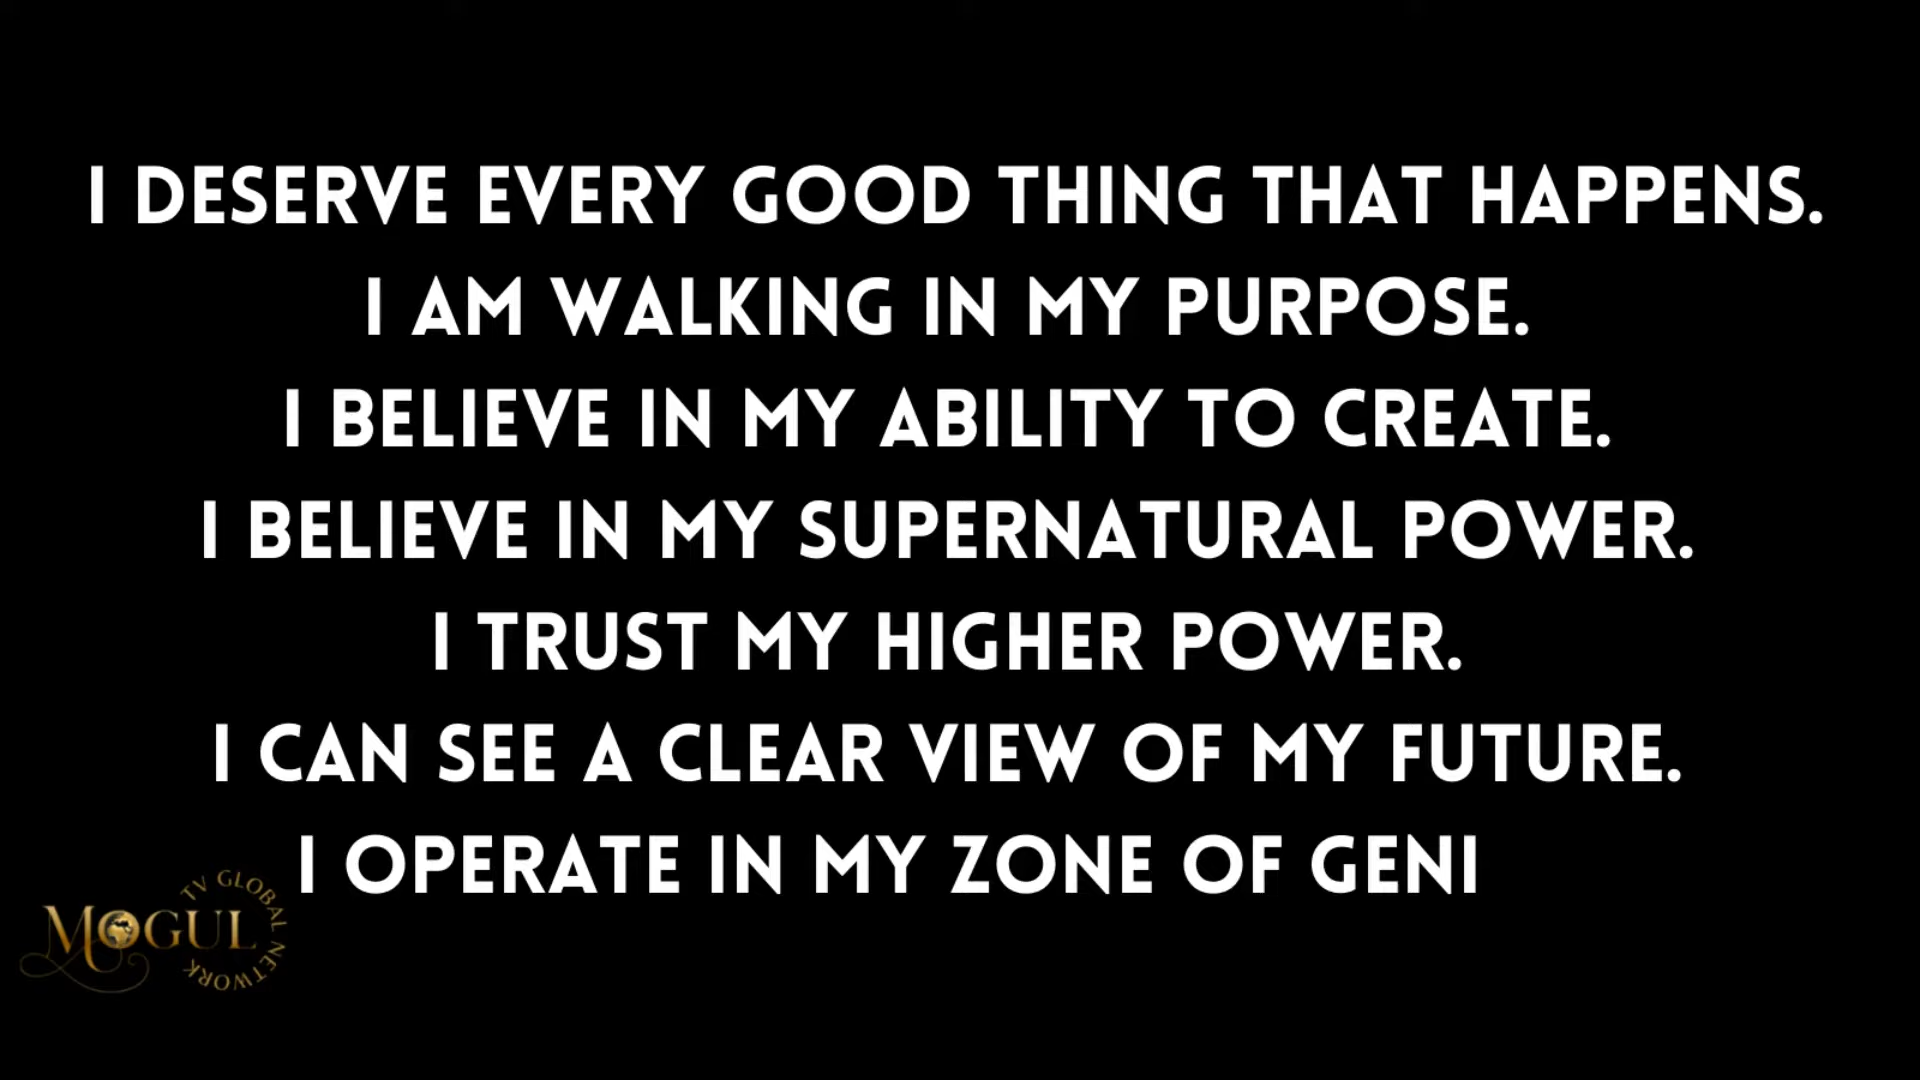 I DESERVE EVERY GOOD THING THAT HAPPENS.
I AM WALKING IN MY PURPOSE.
I BELIEVE IN MY ABILITY TO CREATE.
I BELIEVE IN MY SUPERNATURAL POWER.
I TRUST MY HIGHER POWER.
I CAN SEE A CLEAR VIEW OF MY FUTURE.
I OPERATE IN MY ZONE OF GENI
MOGUL
TV GLOBAL NETWORK